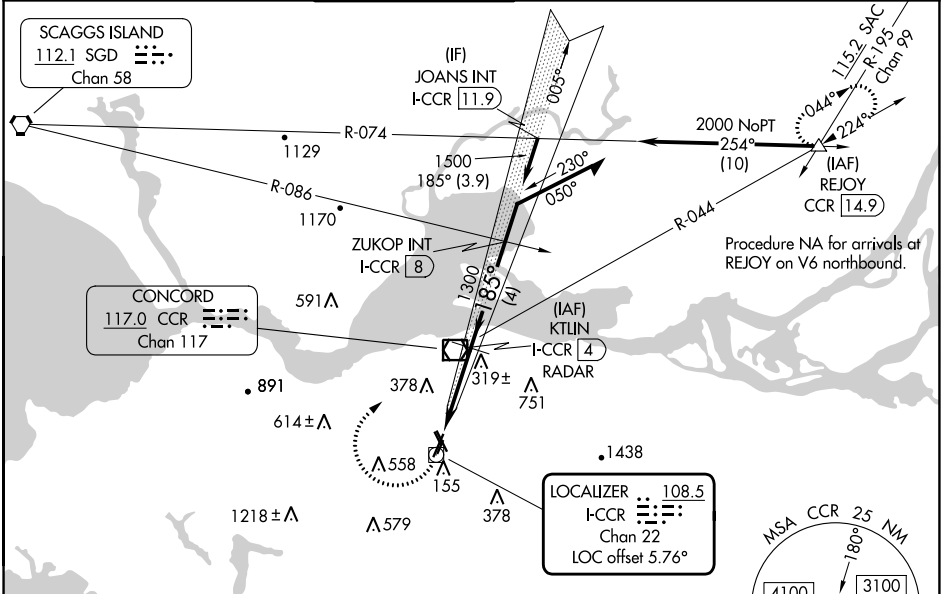 SCAGGS ISLAND
112.1 SGD
Chan 58
(IF)
JOANS INT
I-CCR 11.9
005°
115.2 SAC
R-195
Chan 99
044°
224°
R-074
2000 NoPT
254°
(10)
(IAF)
REJOY
CCR 14.9
1129
1500
185° (3.9)
230°
050°
R-086
1170
R-044
ZUKOP INT
I-CCR 8
Procedure NA for arrivals at
REJOY on V6 northbound.
1300
185°
(4)
CONCORD
117.0 CCR
Chan 117
591
(IAF)
KTLIN
I-CCR 4
RADAR
891
378
319±
751
614±
558
155
1438
378
1218±
579
LOCALIZER 108.5
I-CCR
Chan 22
LOC offset 5.76°
MSA CCR 25 NM
180°
4100
3100